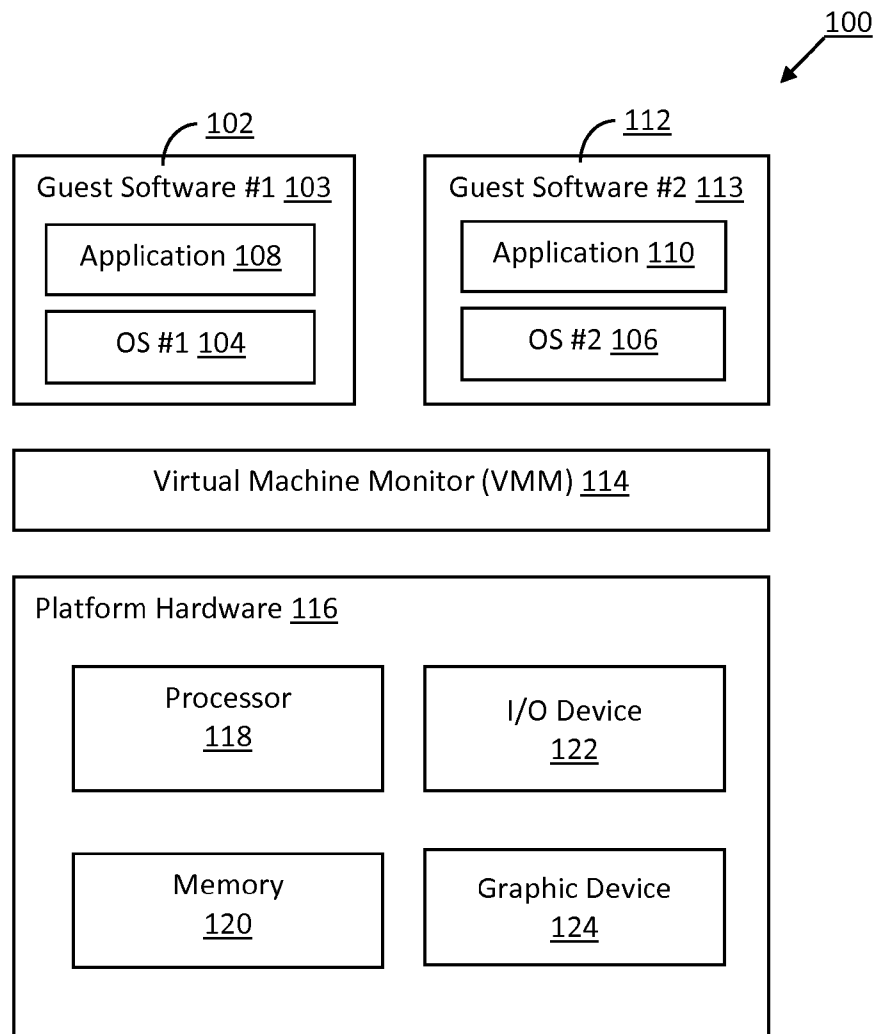 100
102
112
Guest Software #1 103
Application 108
OS #1 104
Guest Software #2 113
Application 110
OS #2 106
Virtual Machine Monitor (VMM) 114
Platform Hardware 116
Processor
118
I/O Device
122
Memory
120
Graphic Device
124